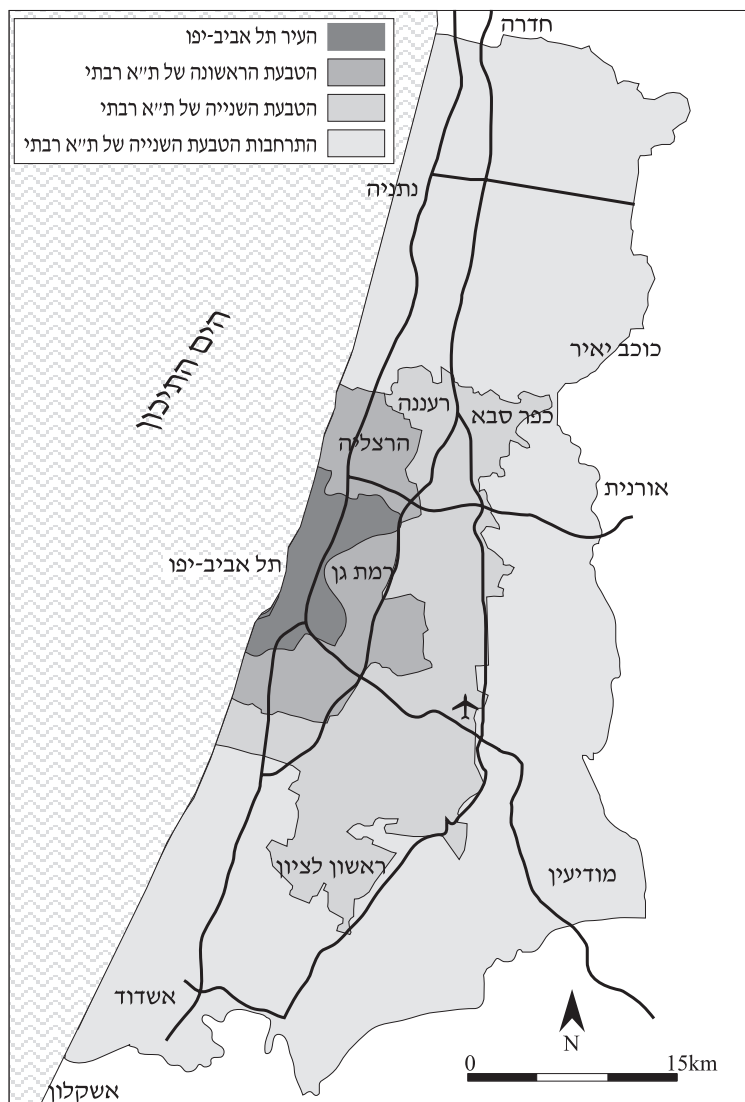 העיר תל אביב-יפו
הטבעת הראשונה של ת"א רבתי
הטבעת השנייה של ת"א רבתי
התרחבות הטבעת השנייה של ת"א רבתי
חדרה
נתניה
הים התיכון
כוכב יאיר
רעננה
כפר סבא
הרצליה
אורנית
תל אביב-יפו
רמת גן
ראשון לציון
מודיעין
אשדוד
N
0 15km
אשקלון